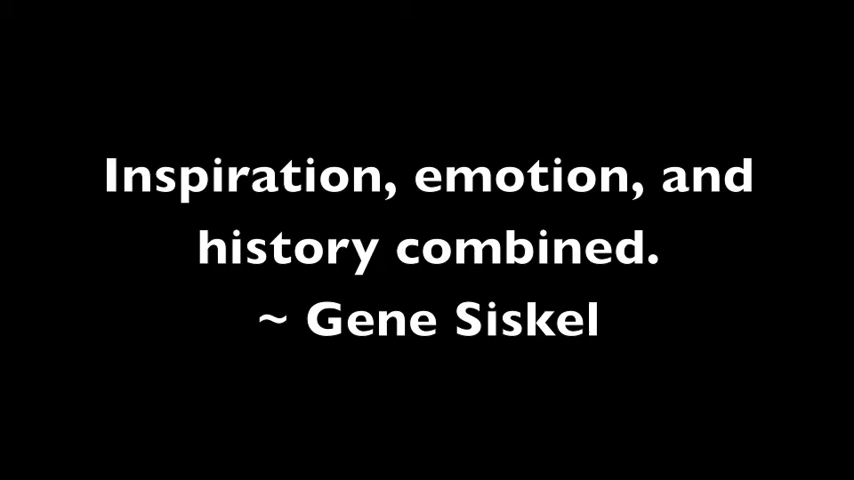 Inspiration, emotion, and
history combined.
~ Gene Siskel